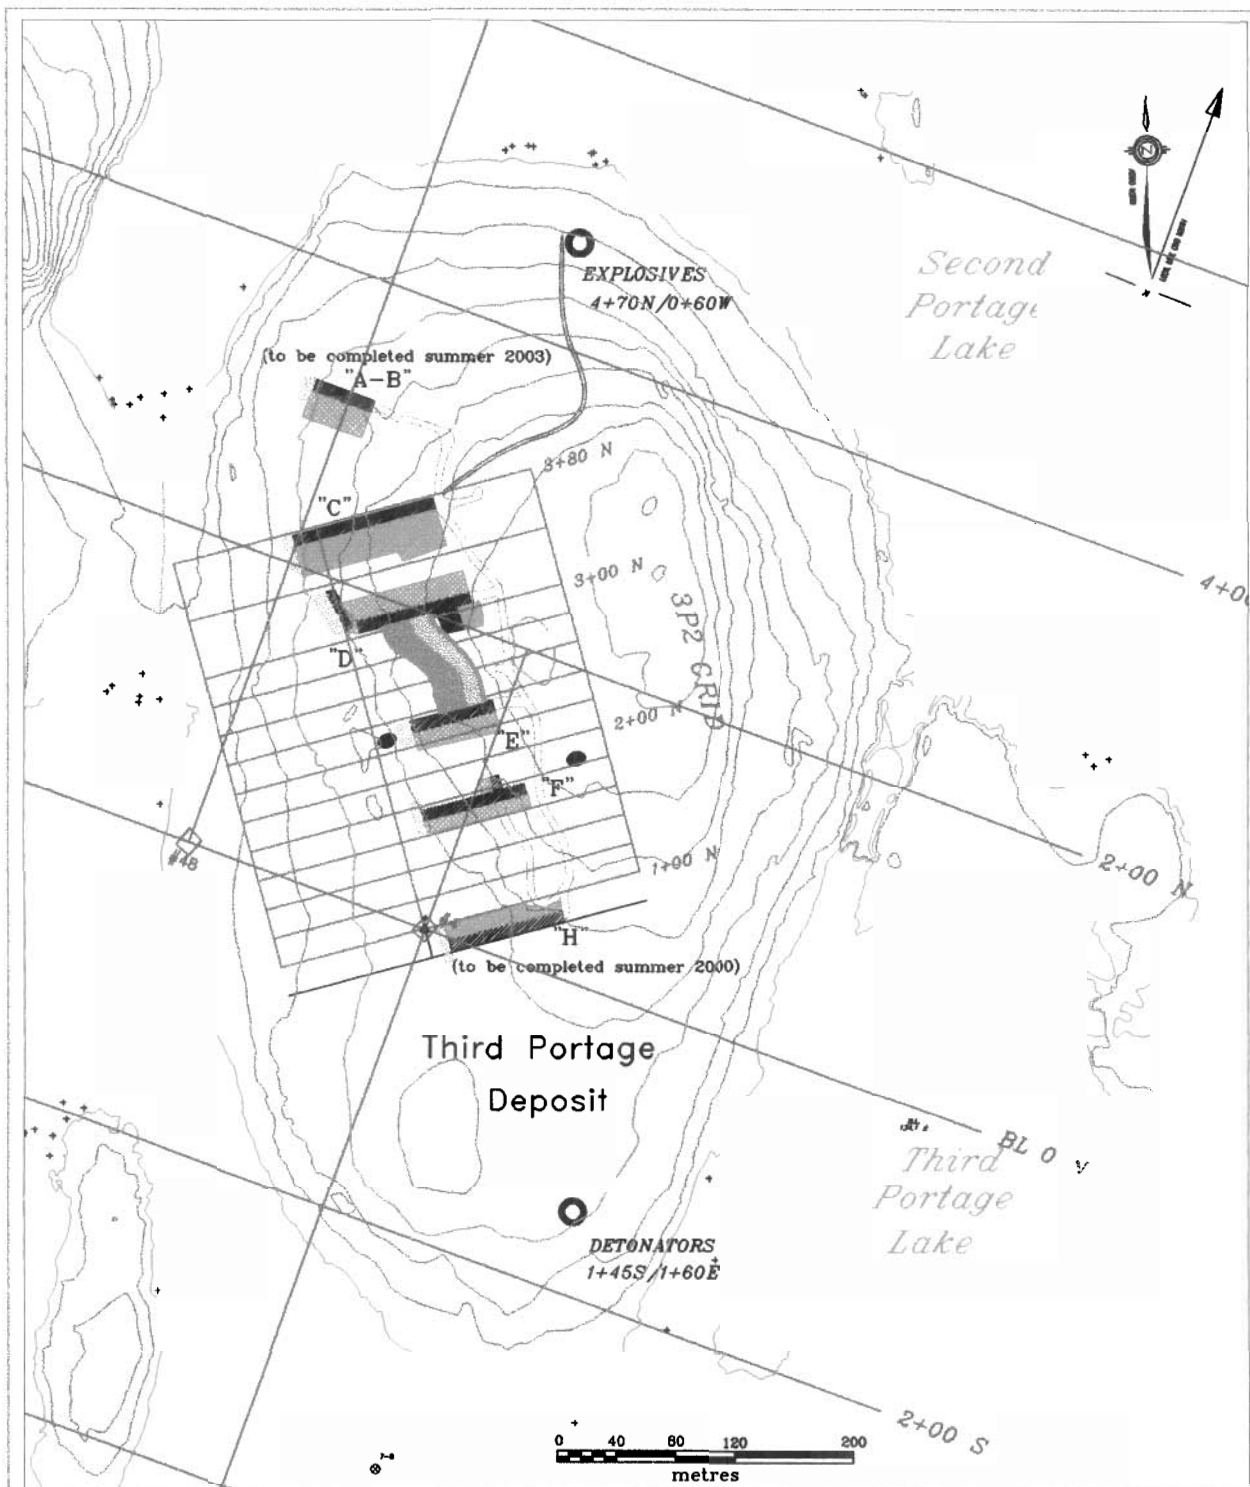 Second
Portage
Lake
EXPLOSIVES
4+70N/0+60W
(to be completed summer 2003)
"A-B"
3+80 N
"C"
3+00 N
4+00
3P2 GRID
"D"
2+00 N
"E"
"F"
#48
1+00 N
2+00 N
"H"
(to be completed summer 2000)
Third Portage
Deposit
BL 0
Third
Portage
Lake
DETONATORS
1+45S/1+60E
2+00 S
0 40 80 120 200
metres